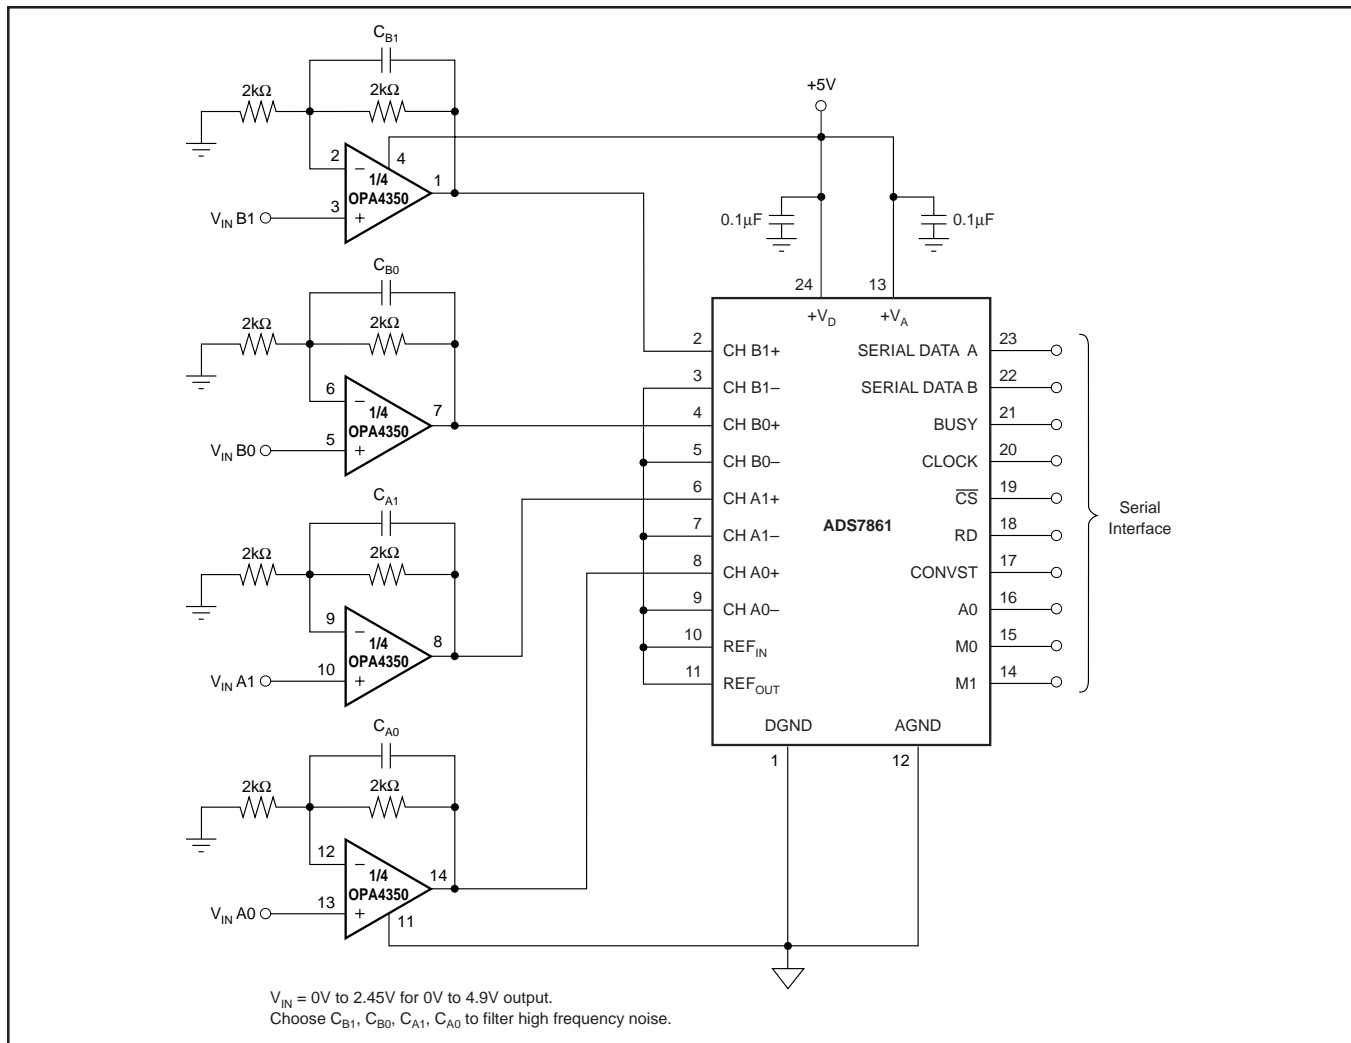 C_B1
2kΩ
2kΩ
+5V
2
4
–
1/4
OPA4350
1
3
+
V_IN B1
0.1µF
0.1µF
C_B0
2kΩ
2kΩ
6
–
1/4
OPA4350
7
5
+
V_IN B0
C_A1
2kΩ
2kΩ
9
–
1/4
OPA4350
8
10
+
V_IN A1
C_A0
2kΩ
2kΩ
12
–
1/4
OPA4350
14
13
+
11
V_IN A0
24
13
+V_D
+V_A
2 CH B1+
3 CH B1–
4 CH B0+
5 CH B0–
6 CH A1+
7 CH A1–
8 CH A0+
9 CH A0–
10 REF_IN
11 REF_OUT
ADS7861
SERIAL DATA A 23
SERIAL DATA B 22
BUSY 21
CLOCK 20
C̅S̅ 19
RD 18
CONVST 17
A0 16
M0 15
M1 14
Serial
Interface
DGND
AGND
1
12
V_IN = 0V to 2.45V for 0V to 4.9V output.
Choose C_B1, C_B0, C_A1, C_A0 to filter high frequency noise.